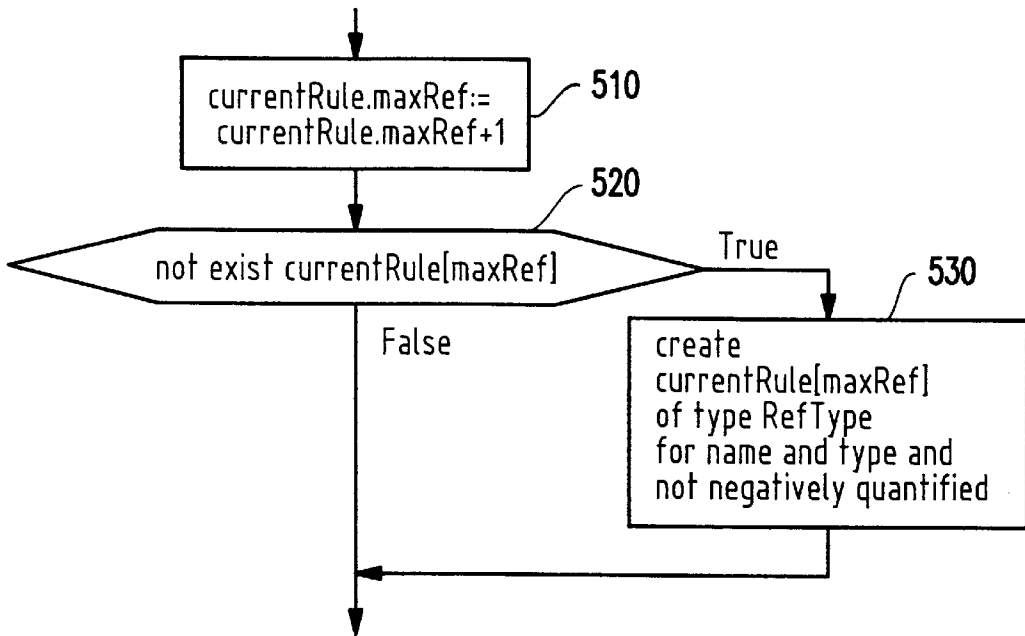 currentRule.maxRef:=
currentRule.maxRef+1
510
520
not exist currentRule[maxRef]
True
False
530
create
currentRule[maxRef]
of type RefType
for name and type and
not negatively quantified